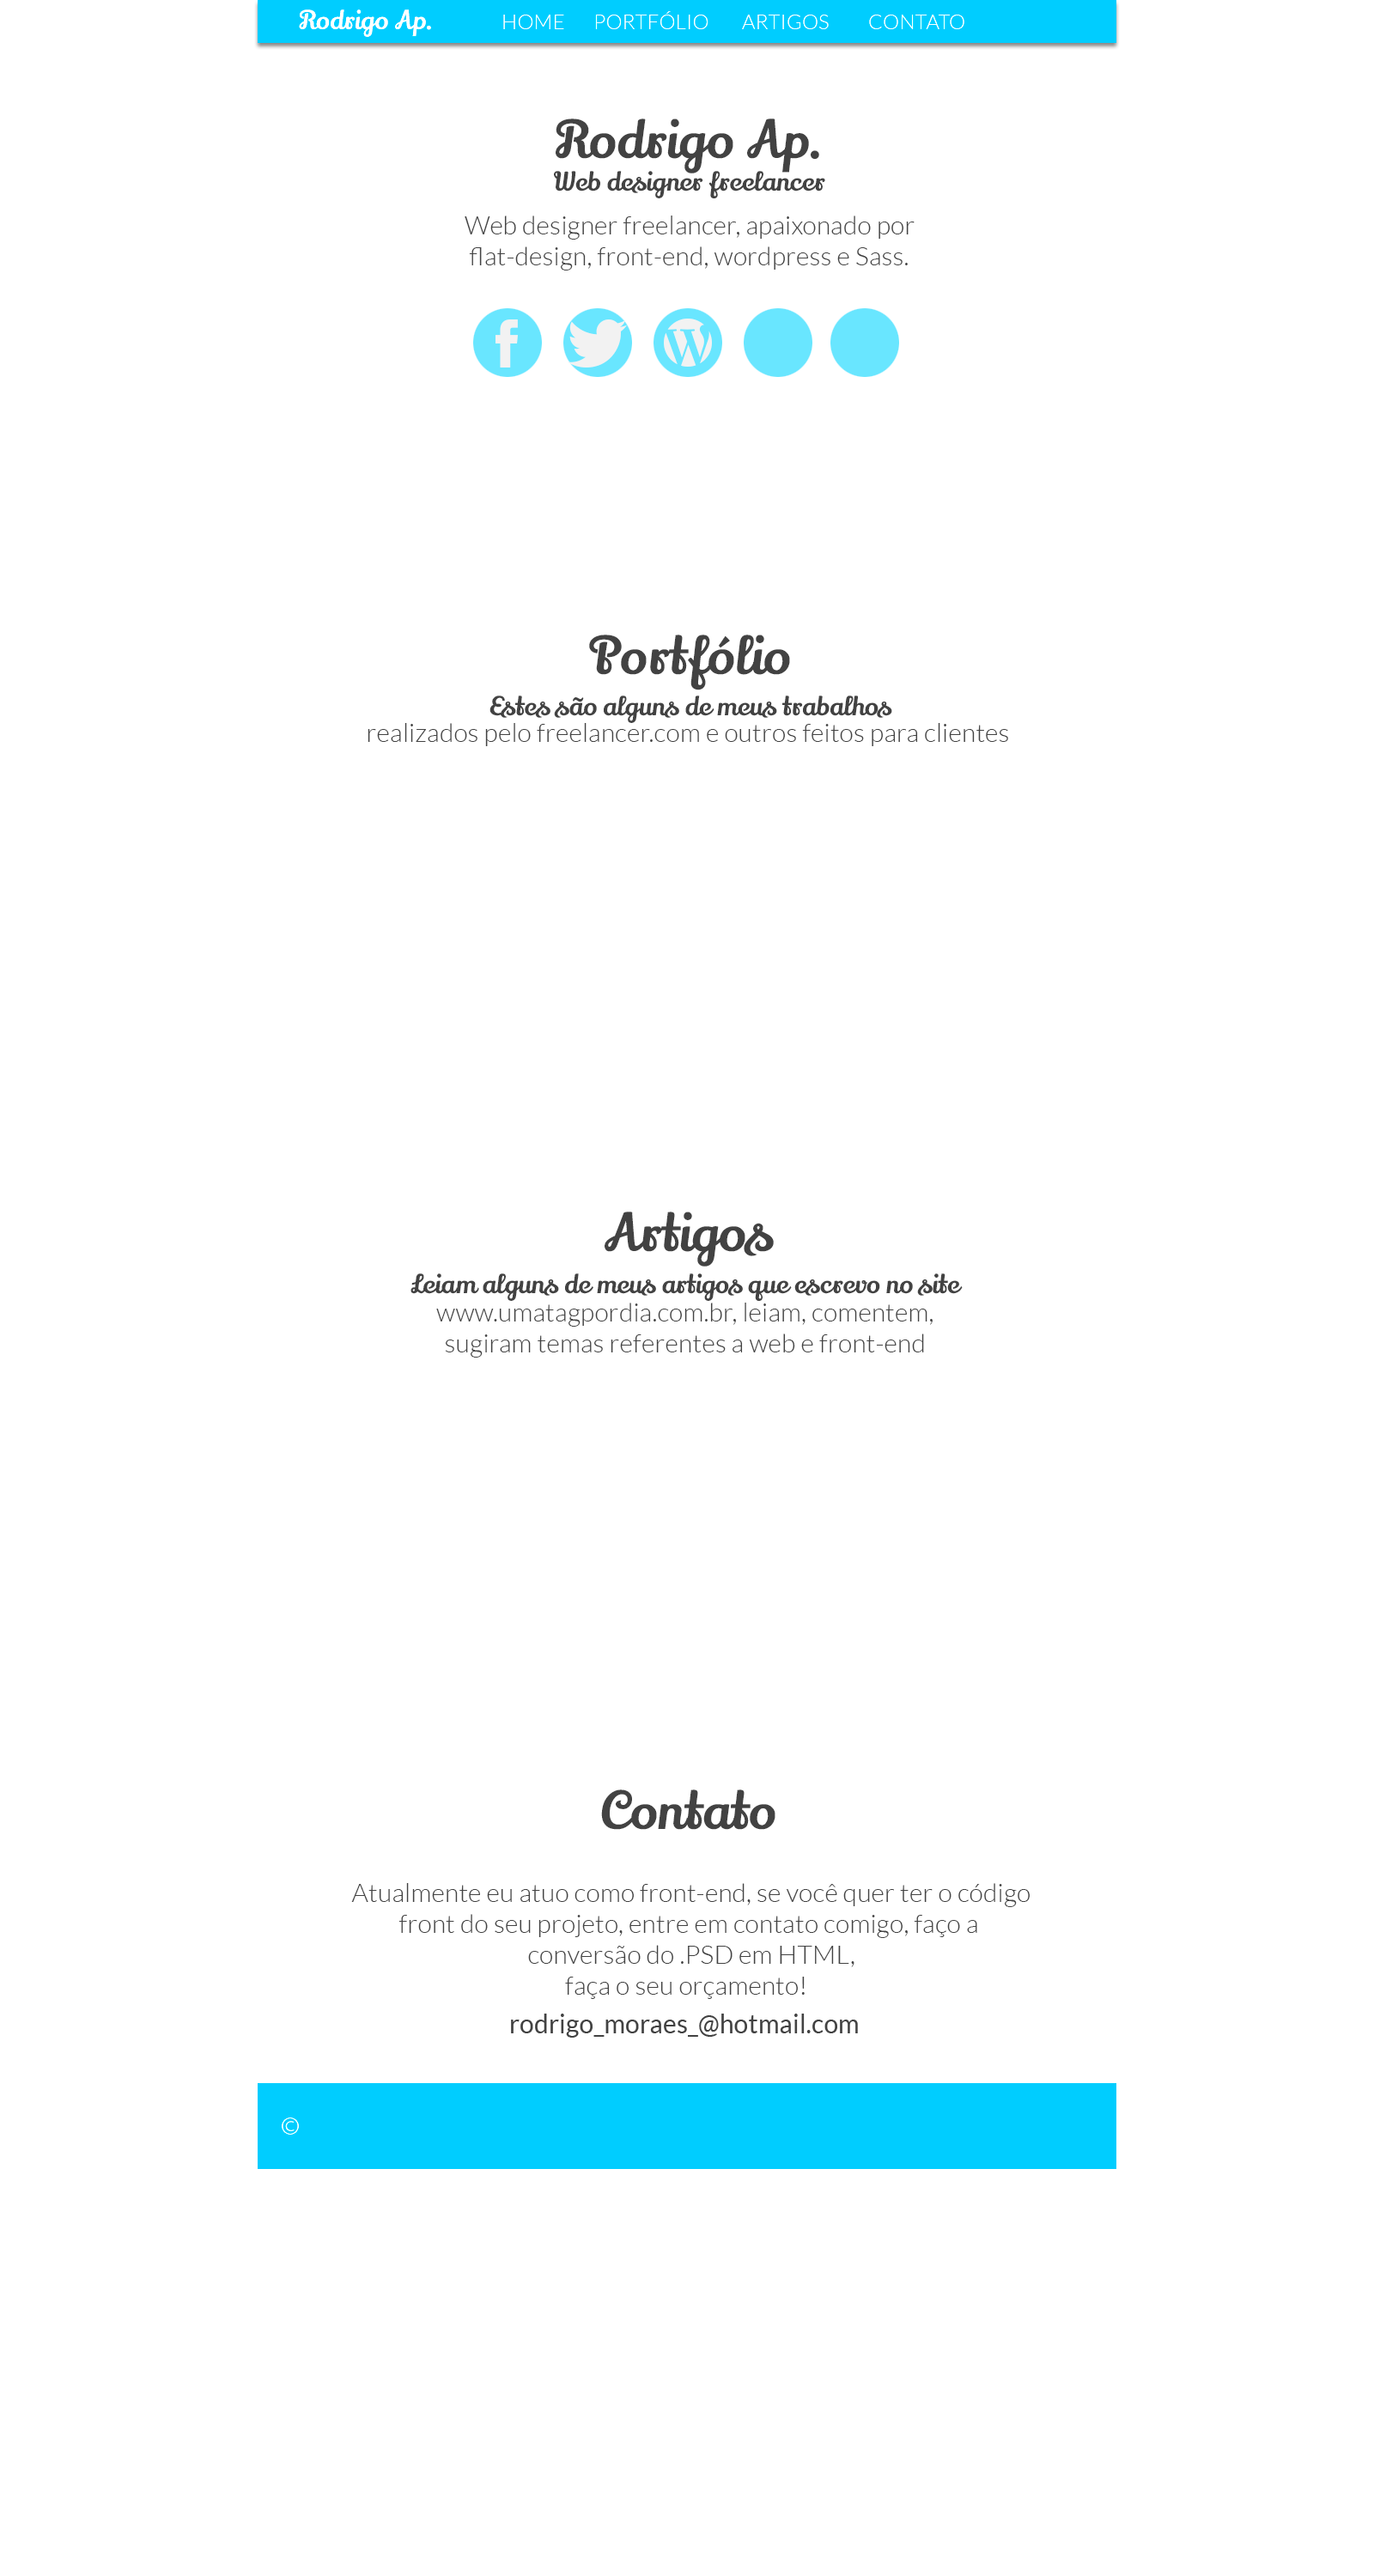 Rodrigo Ap. HOME PORTFÓLIO ARTIGOS CONTATO
Rodrigo Ap.
Web designer freelancer
Web designer freelancer, apaixonado por
flat-design, front-end, wordpress e Sass.
Portfólio
Estes são alguns de meus trabalhos
realizados pelo freelancer.com e outros feitos para clientes
Artigos
Leiam alguns de meus artigos que escrevo no site
www.umatagpordia.com.br, leiam, comentem,
sugiram temas referentes a web e front-end
Contato
Atualmente eu atuo como front-end, se você quer ter o código
front do seu projeto, entre em contato comigo, faço a
conversão do .PSD em HTML,
faça o seu orçamento!
rodrigo_moraes_@hotmail.com
©